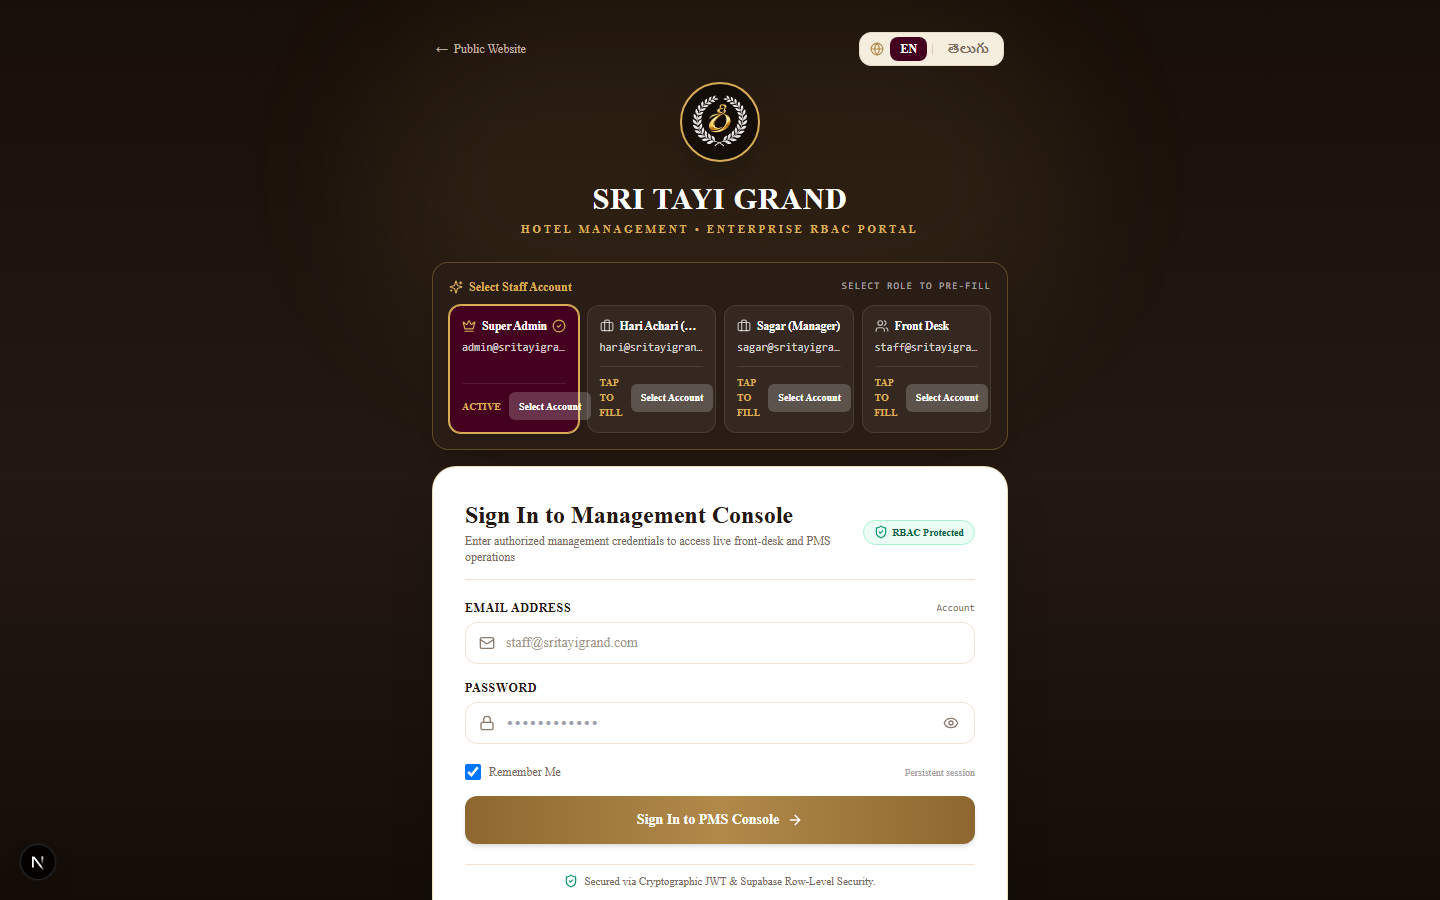 ← Public Website
EN
తెలుగు
SRI TAYI GRAND
HOTEL MANAGEMENT • ENTERPRISE RBAC PORTAL
Select Staff Account
SELECT ROLE TO PRE-FILL
Super Admin
admin@sritayigra…
ACTIVE
Select Account
Hari Achari (…
hari@sritayigran…
TAP
TO
FILL
Select Account
Sagar (Manager)
sagar@sritayigra…
TAP
TO
FILL
Select Account
Front Desk
staff@sritayigra…
TAP
TO
FILL
Select Account
Sign In to Management Console
Enter authorized management credentials to access live front-desk and PMS
operations
RBAC Protected
EMAIL ADDRESS
Account
staff@sritayigrand.com
PASSWORD
••••••••••••
Remember Me
Persistent session
Sign In to PMS Console →
Secured via Cryptographic JWT & Supabase Row-Level Security.
N